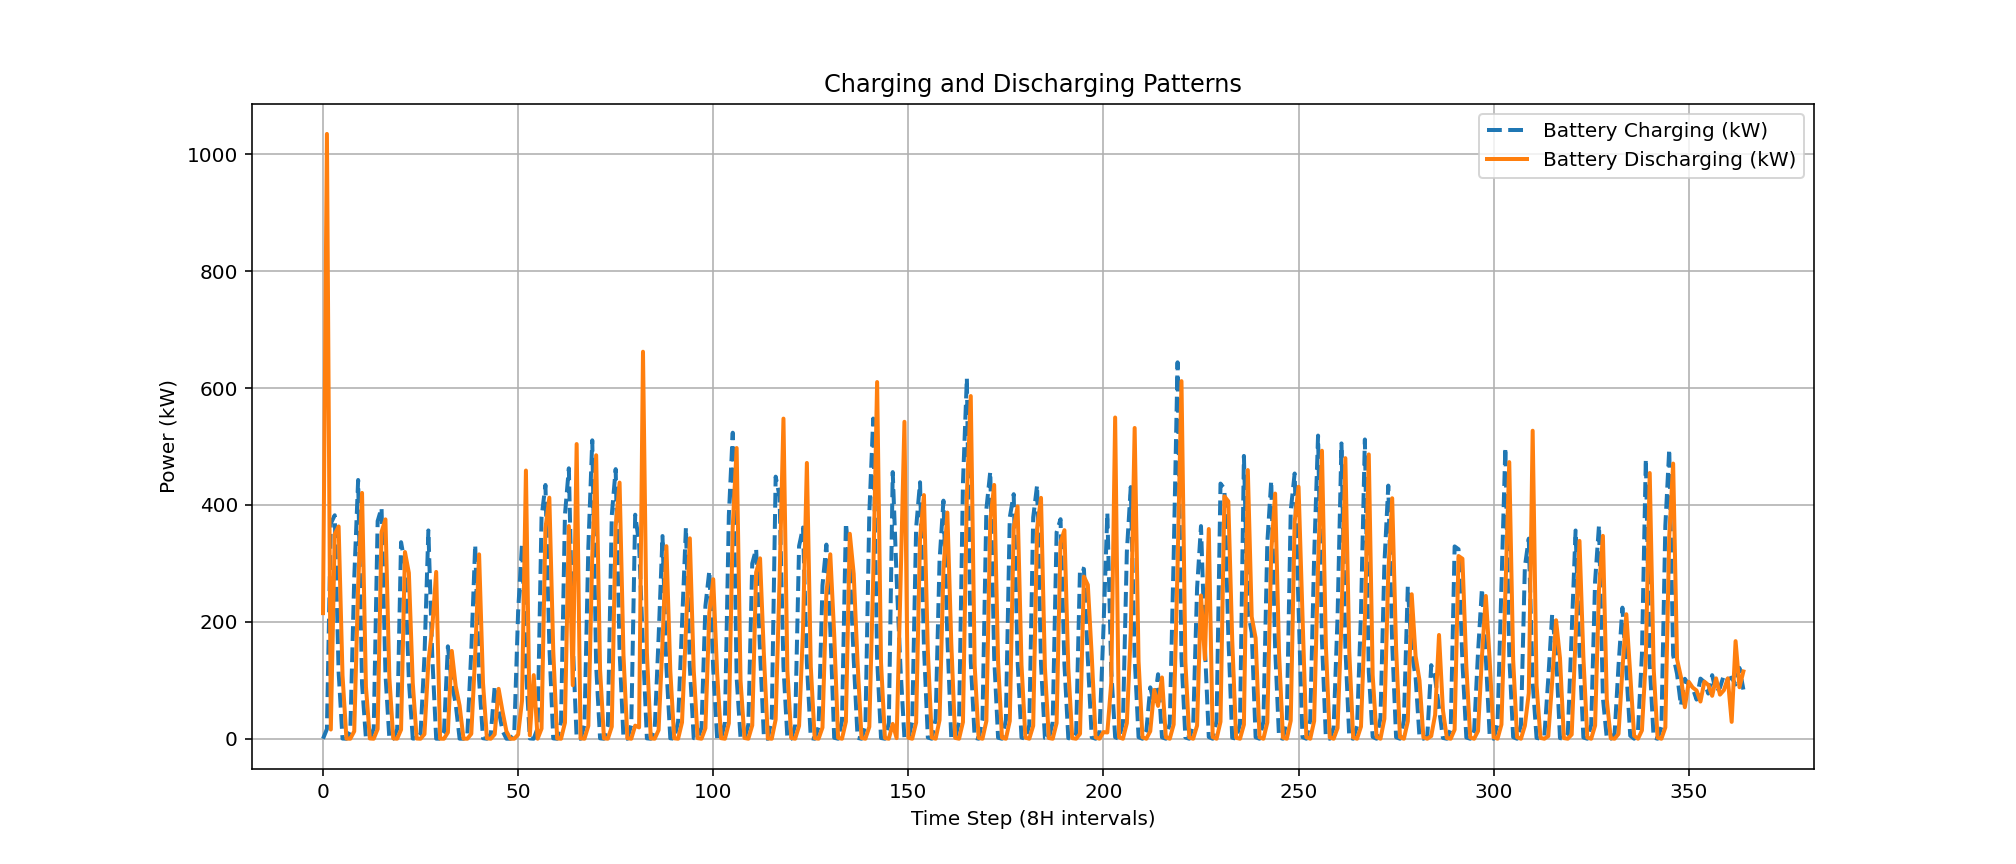 Charging and Discharging Patterns
Battery Charging (kW)
Battery Discharging (kW)
Power (kW)
1000
800
600
400
200
0
0 50 100 150 200 250 300 350
Time Step (8H intervals)